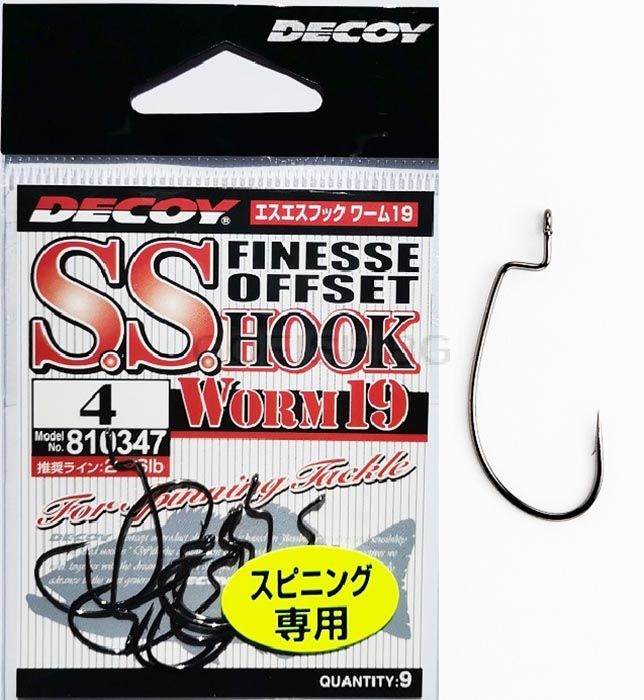 DECOY
DECOY®
エスエスフック ワーム19
S.S.
FINESSE
OFFSET
HOOK
4
WORM19
Model No. 810347
推奨ライン:
lb
For Spinning Tackle
DECOY
スピニング
専用
QUANTITY:9